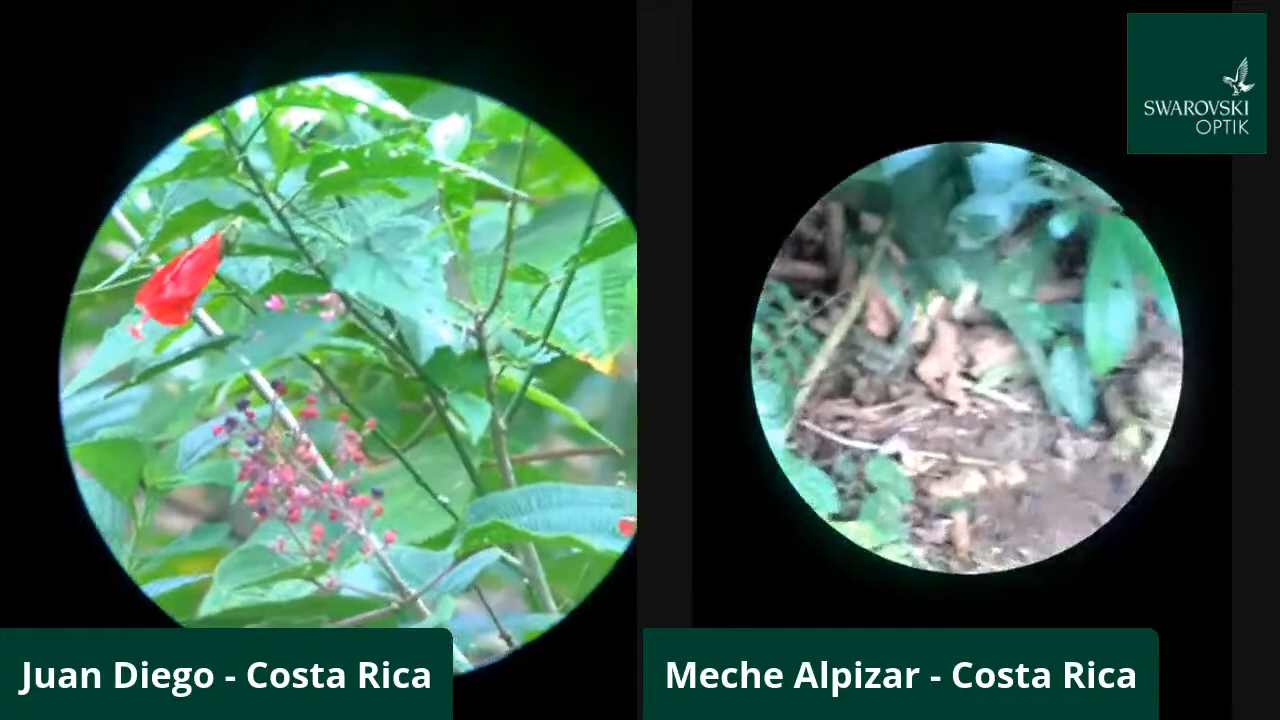 SWAROVSKI
OPTIK
Juan Diego - Costa Rica
Meche Alpizar - Costa Rica